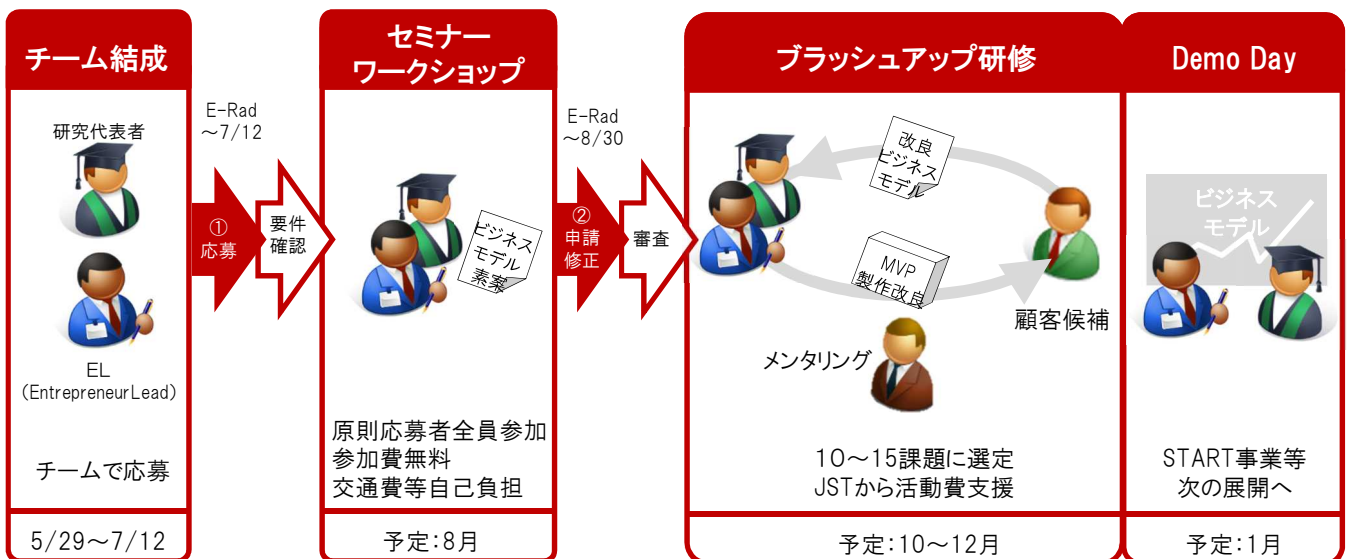 チーム結成
研究代表者
EL
(EntrepreneurLead)
チームで応募
5/29～7/12
E-Rad
～7/12
①
応募
要件
確認
セミナー
ワークショップ
ビジネス
モデル
素案
原則応募者全員参加
参加費無料
交通費等自己負担
予定:8月
E-Rad
～8/30
②
申請
修正
審査
ブラッシュアップ研修
改良
ビジネス
モデル
MVP
製作改良
顧客候補
メンタリング
10～15課題に選定
JSTから活動費支援
予定:10～12月
Demo Day
ビジネス
モデル
START事業等
次の展開へ
予定:1月